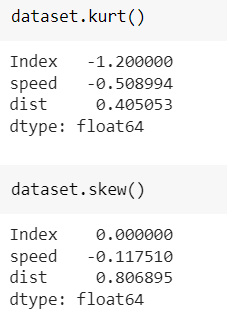 dataset.kurt()
Index   -1.200000
speed   -0.508994
dist     0.405053
dtype: float64
dataset.skew()
Index    0.000000
speed   -0.117510
dist     0.806895
dtype: float64